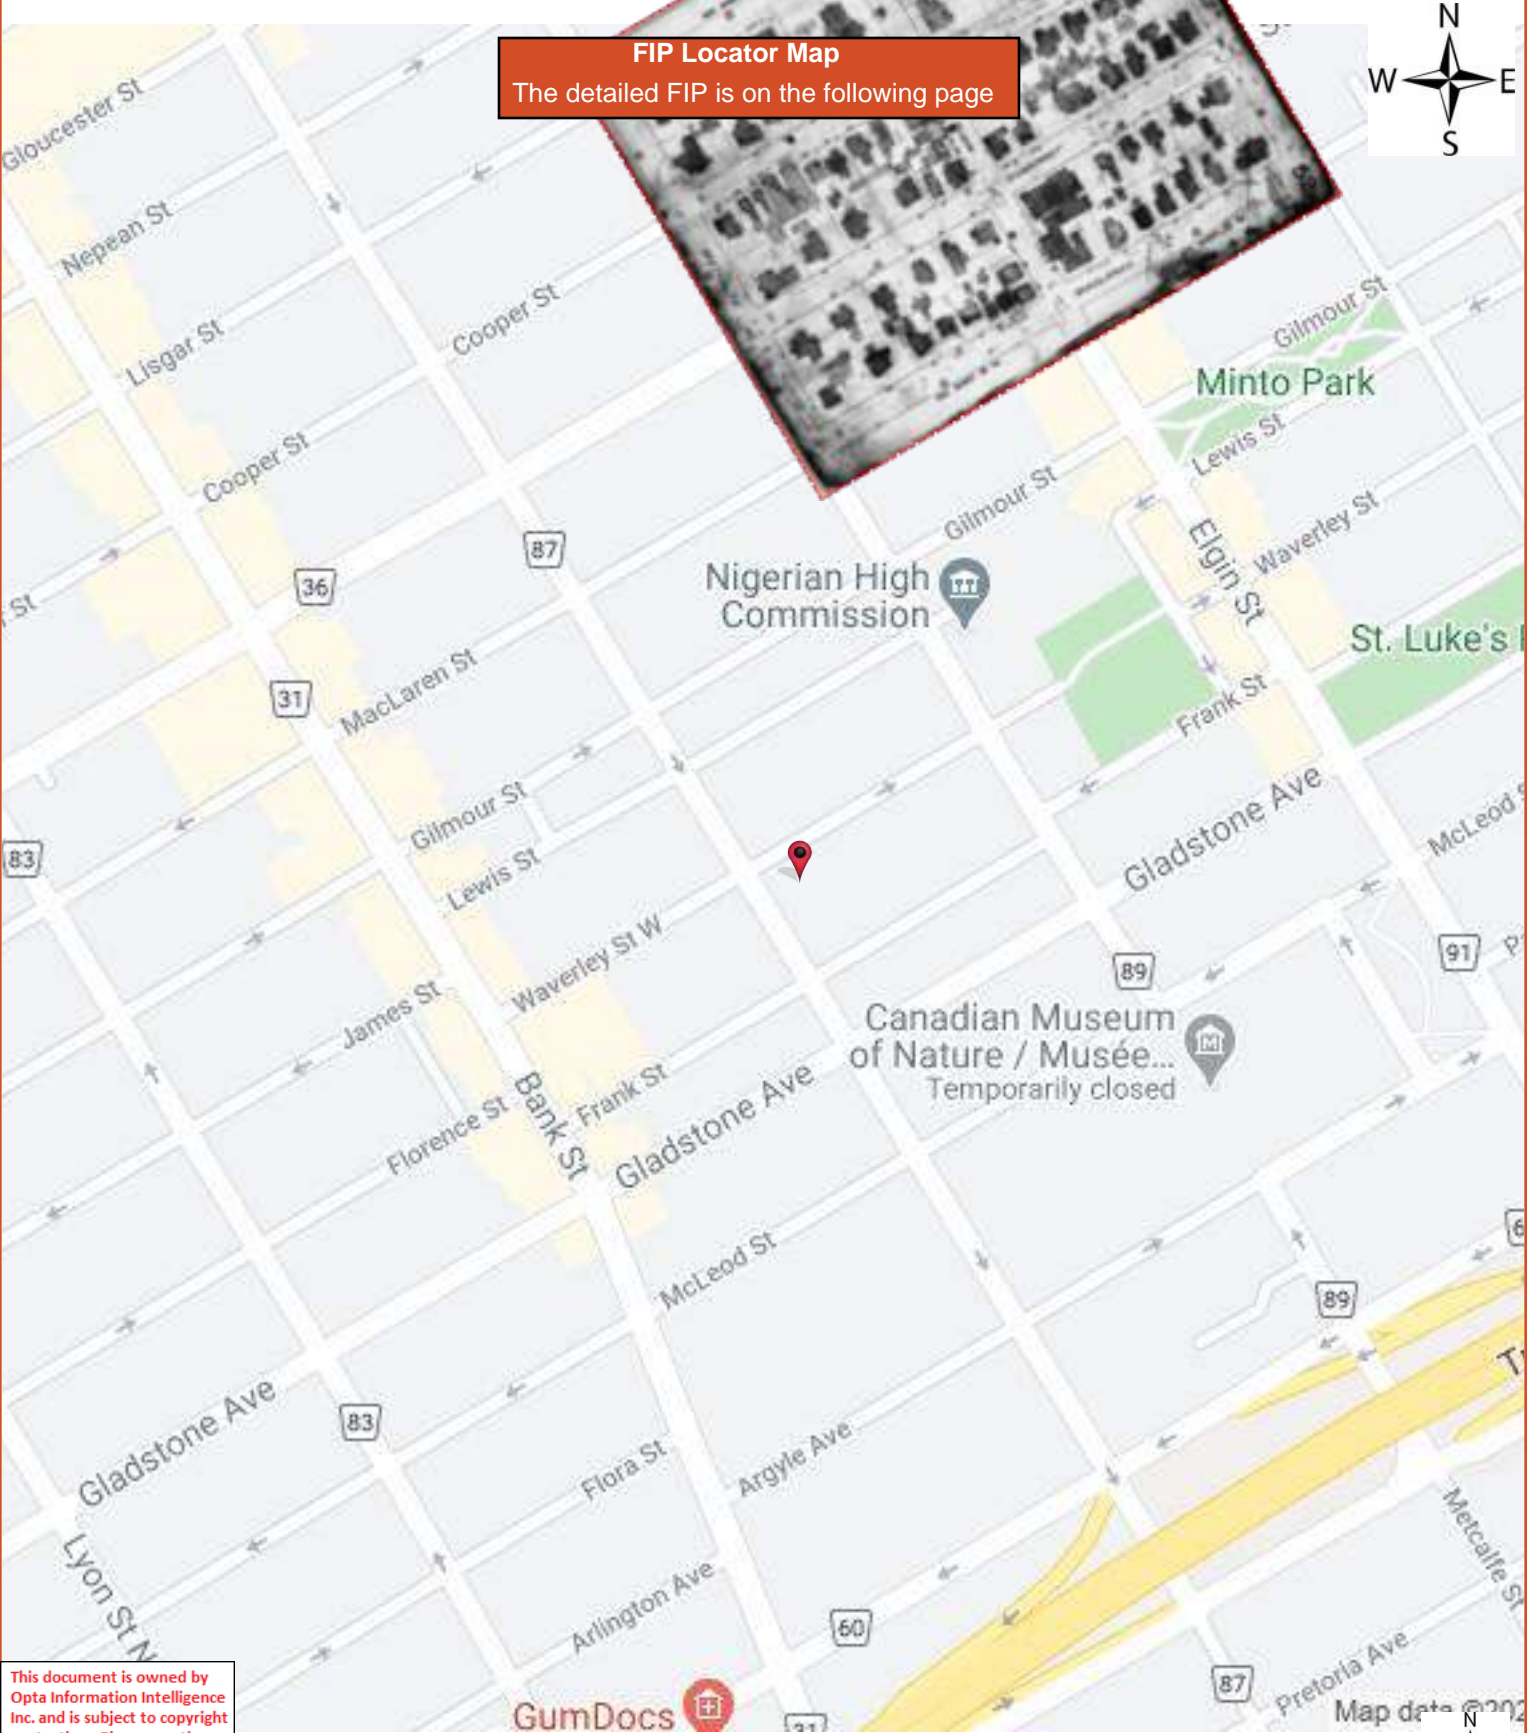 FIP Locator Map
The detailed FIP is on the following page
N
W
E
S
Gloucester St
Nepean St
Lisgar St
Cooper St
Cooper St
Gilmour St
Minto Park
Lewis St
Gilmour St
87
Elgin St
Waverley St
36
Nigerian High
Commission
St
31
MacLaren St
St. Luke's
Frank St
Gilmour St
83
Lewis St
Gladstone Ave
McLeod
Waverley St W
89
91
James St
Canadian Museum
of Nature / Musée...
Temporarily closed
Bank St
Frank St
Florence St
Gladstone Ave
McLeod St
89
Gladstone Ave
83
Flora St
Argyle Ave
Metcalfe St
Lyon St N
Arlington Ave
60
87
Pretoria Ave
GumDocs
31
Map data ©202
N
This document is owned by
Opta Information Intelligence
Inc. and is subject to copyright